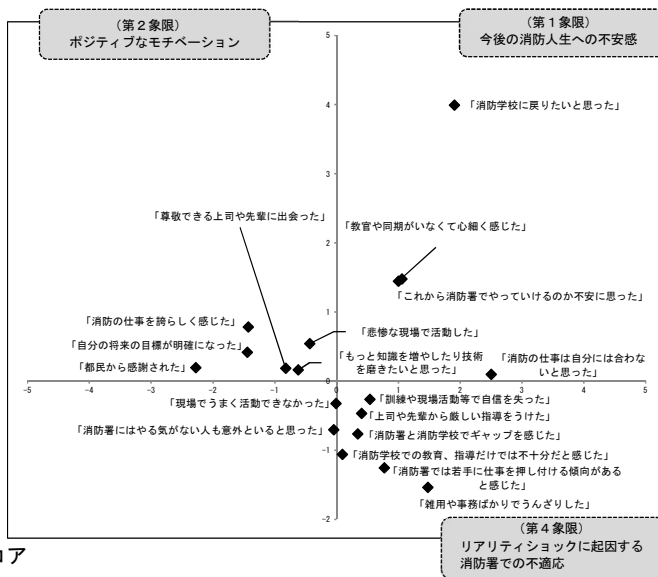 （第２象限）
ポジティブなモチベーション
（第１象限）
今後の消防人生への不安感
5
4
「消防学校に戻りたいと思った」
3
「尊敬できる上司や先輩に出会った」
2
「教官や同期がいなくて心細く感じた」
「これから消防署でやっていけるのか不安に思った」
1
「消防の仕事を誇らしく感じた」
「悲惨な現場で活動した」
「自分の将来の目標が明確になった」
「もっと知識を増やしたり技術
を磨きたいと思った」
「消防の仕事は自分には合わな
いと思った」
「都民から感謝された」
0
-5
-4
-3
-2
-1
0
1
2
3
4
5
「現場でうまく活動できなかった」
「訓練や現場活動等で自信を失った」
「上司や先輩から厳しい指導をうけた」
「消防署にはやる気がない人も意外といると思った」
「消防署と消防学校でギャップを感じた」
-1
「消防学校での教育、指導だけでは不十分だと感じた」
「消防署では若手に仕事を押し付ける傾向がある
と感じた」
「雑用や事務ばかりでうんざりした」
-2
（第４象限）
リアリティショックに起因する
消防署での不適応
コア